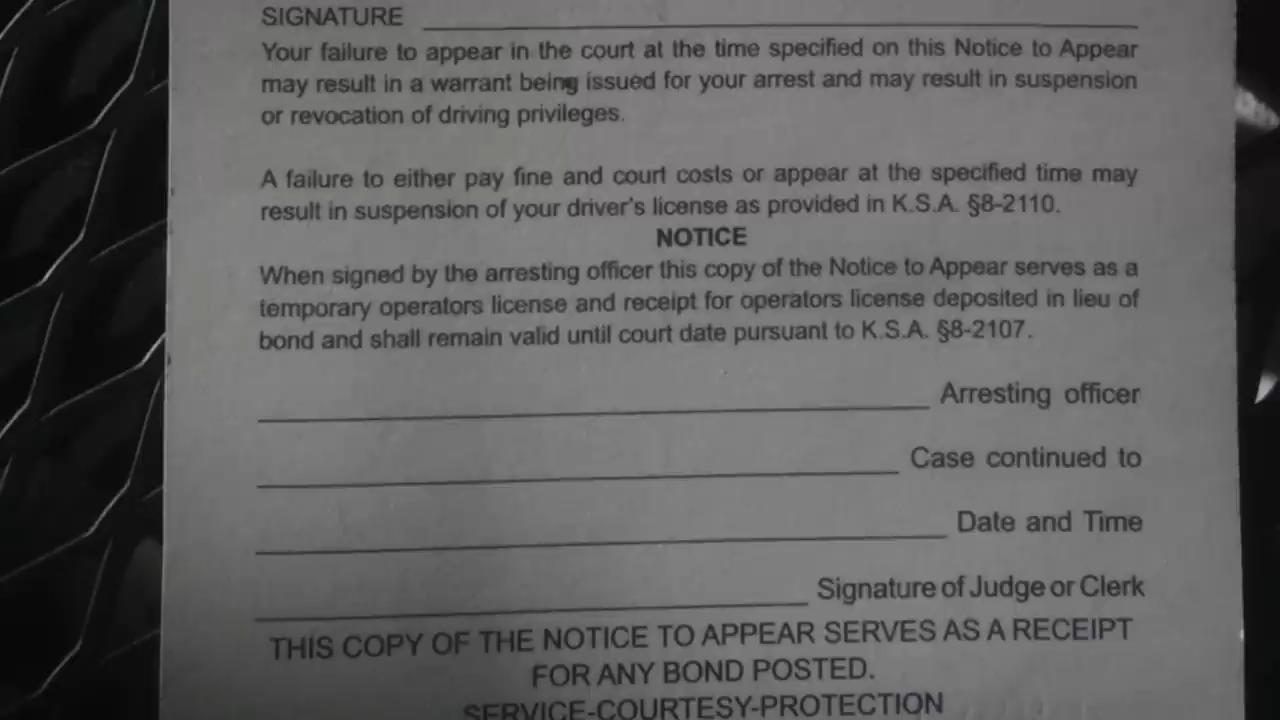 SIGNATURE
Your failure to appear in the court at the time specified on this Notice to Appear
may result in a warrant being issued for your arrest and may result in suspension
or revocation of driving privileges.
A failure to either pay fine and court costs or appear at the specified time may
result in suspension of your driver's license as provided in K.S.A. §8-2110.
NOTICE
When signed by the arresting officer this copy of the Notice to Appear serves as a
temporary operators license and receipt for operators license deposited in lieu of
bond and shall remain valid until court date pursuant to K.S.A. §8-2107.
Arresting officer
Case continued to
Date and Time
Signature of Judge or Clerk
THIS COPY OF THE NOTICE TO APPEAR SERVES AS A RECEIPT
FOR ANY BOND POSTED.
SERVICE-COURTESY-PROTECTION